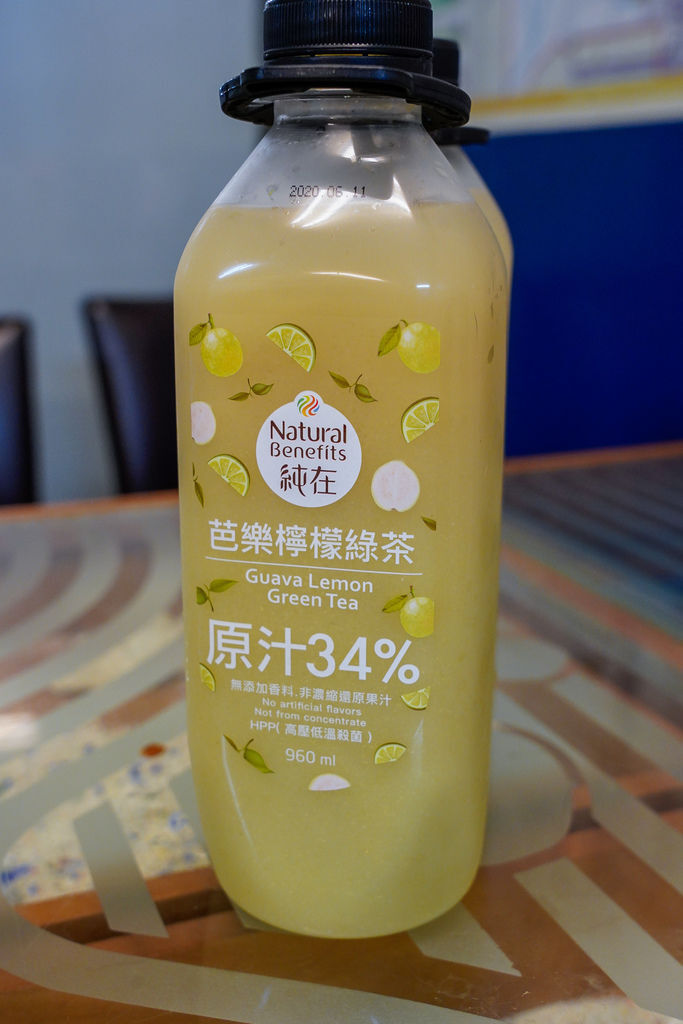 2020.06.11
Natural
Benefits
純在
芭樂檸檬綠茶
Guava Lemon
Green Tea
原汁34%
無添加香料.非濃縮還原果汁
No artificial flavors
Not from concentrate
HPP(高壓低溫殺菌)
960 ml